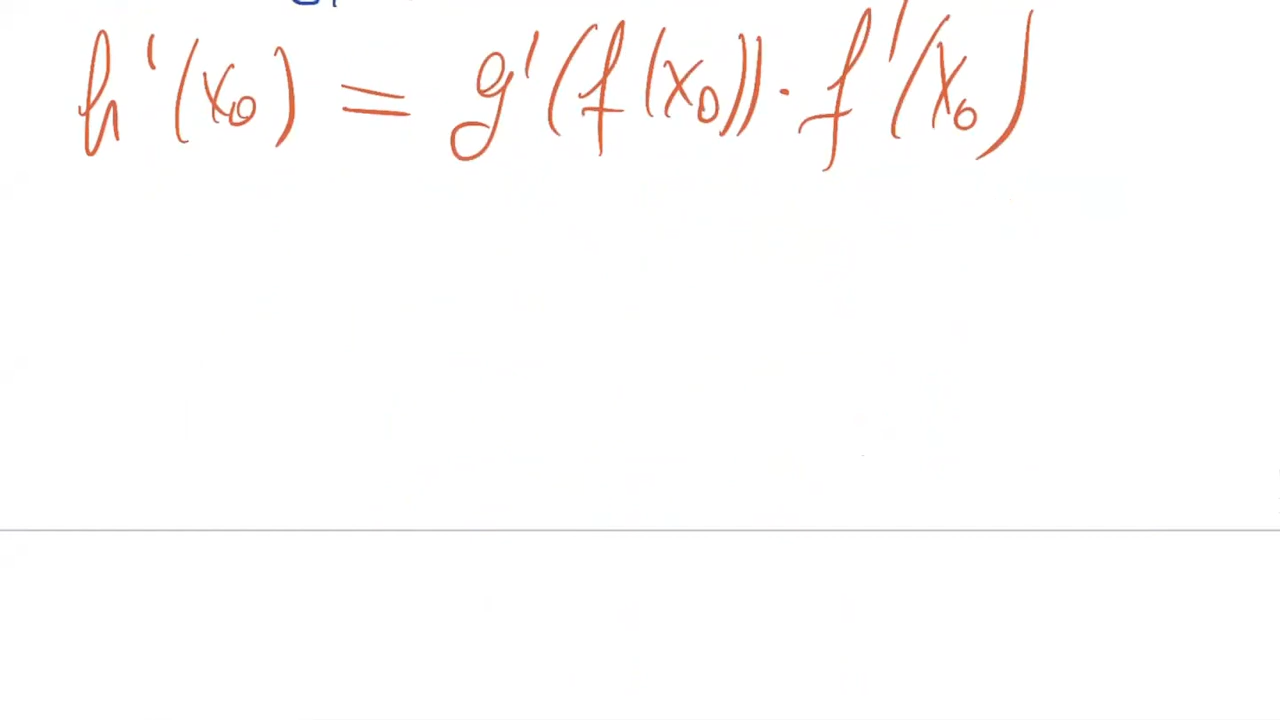 h'(x₀) = g'(f(x₀)) · f'(x₀)